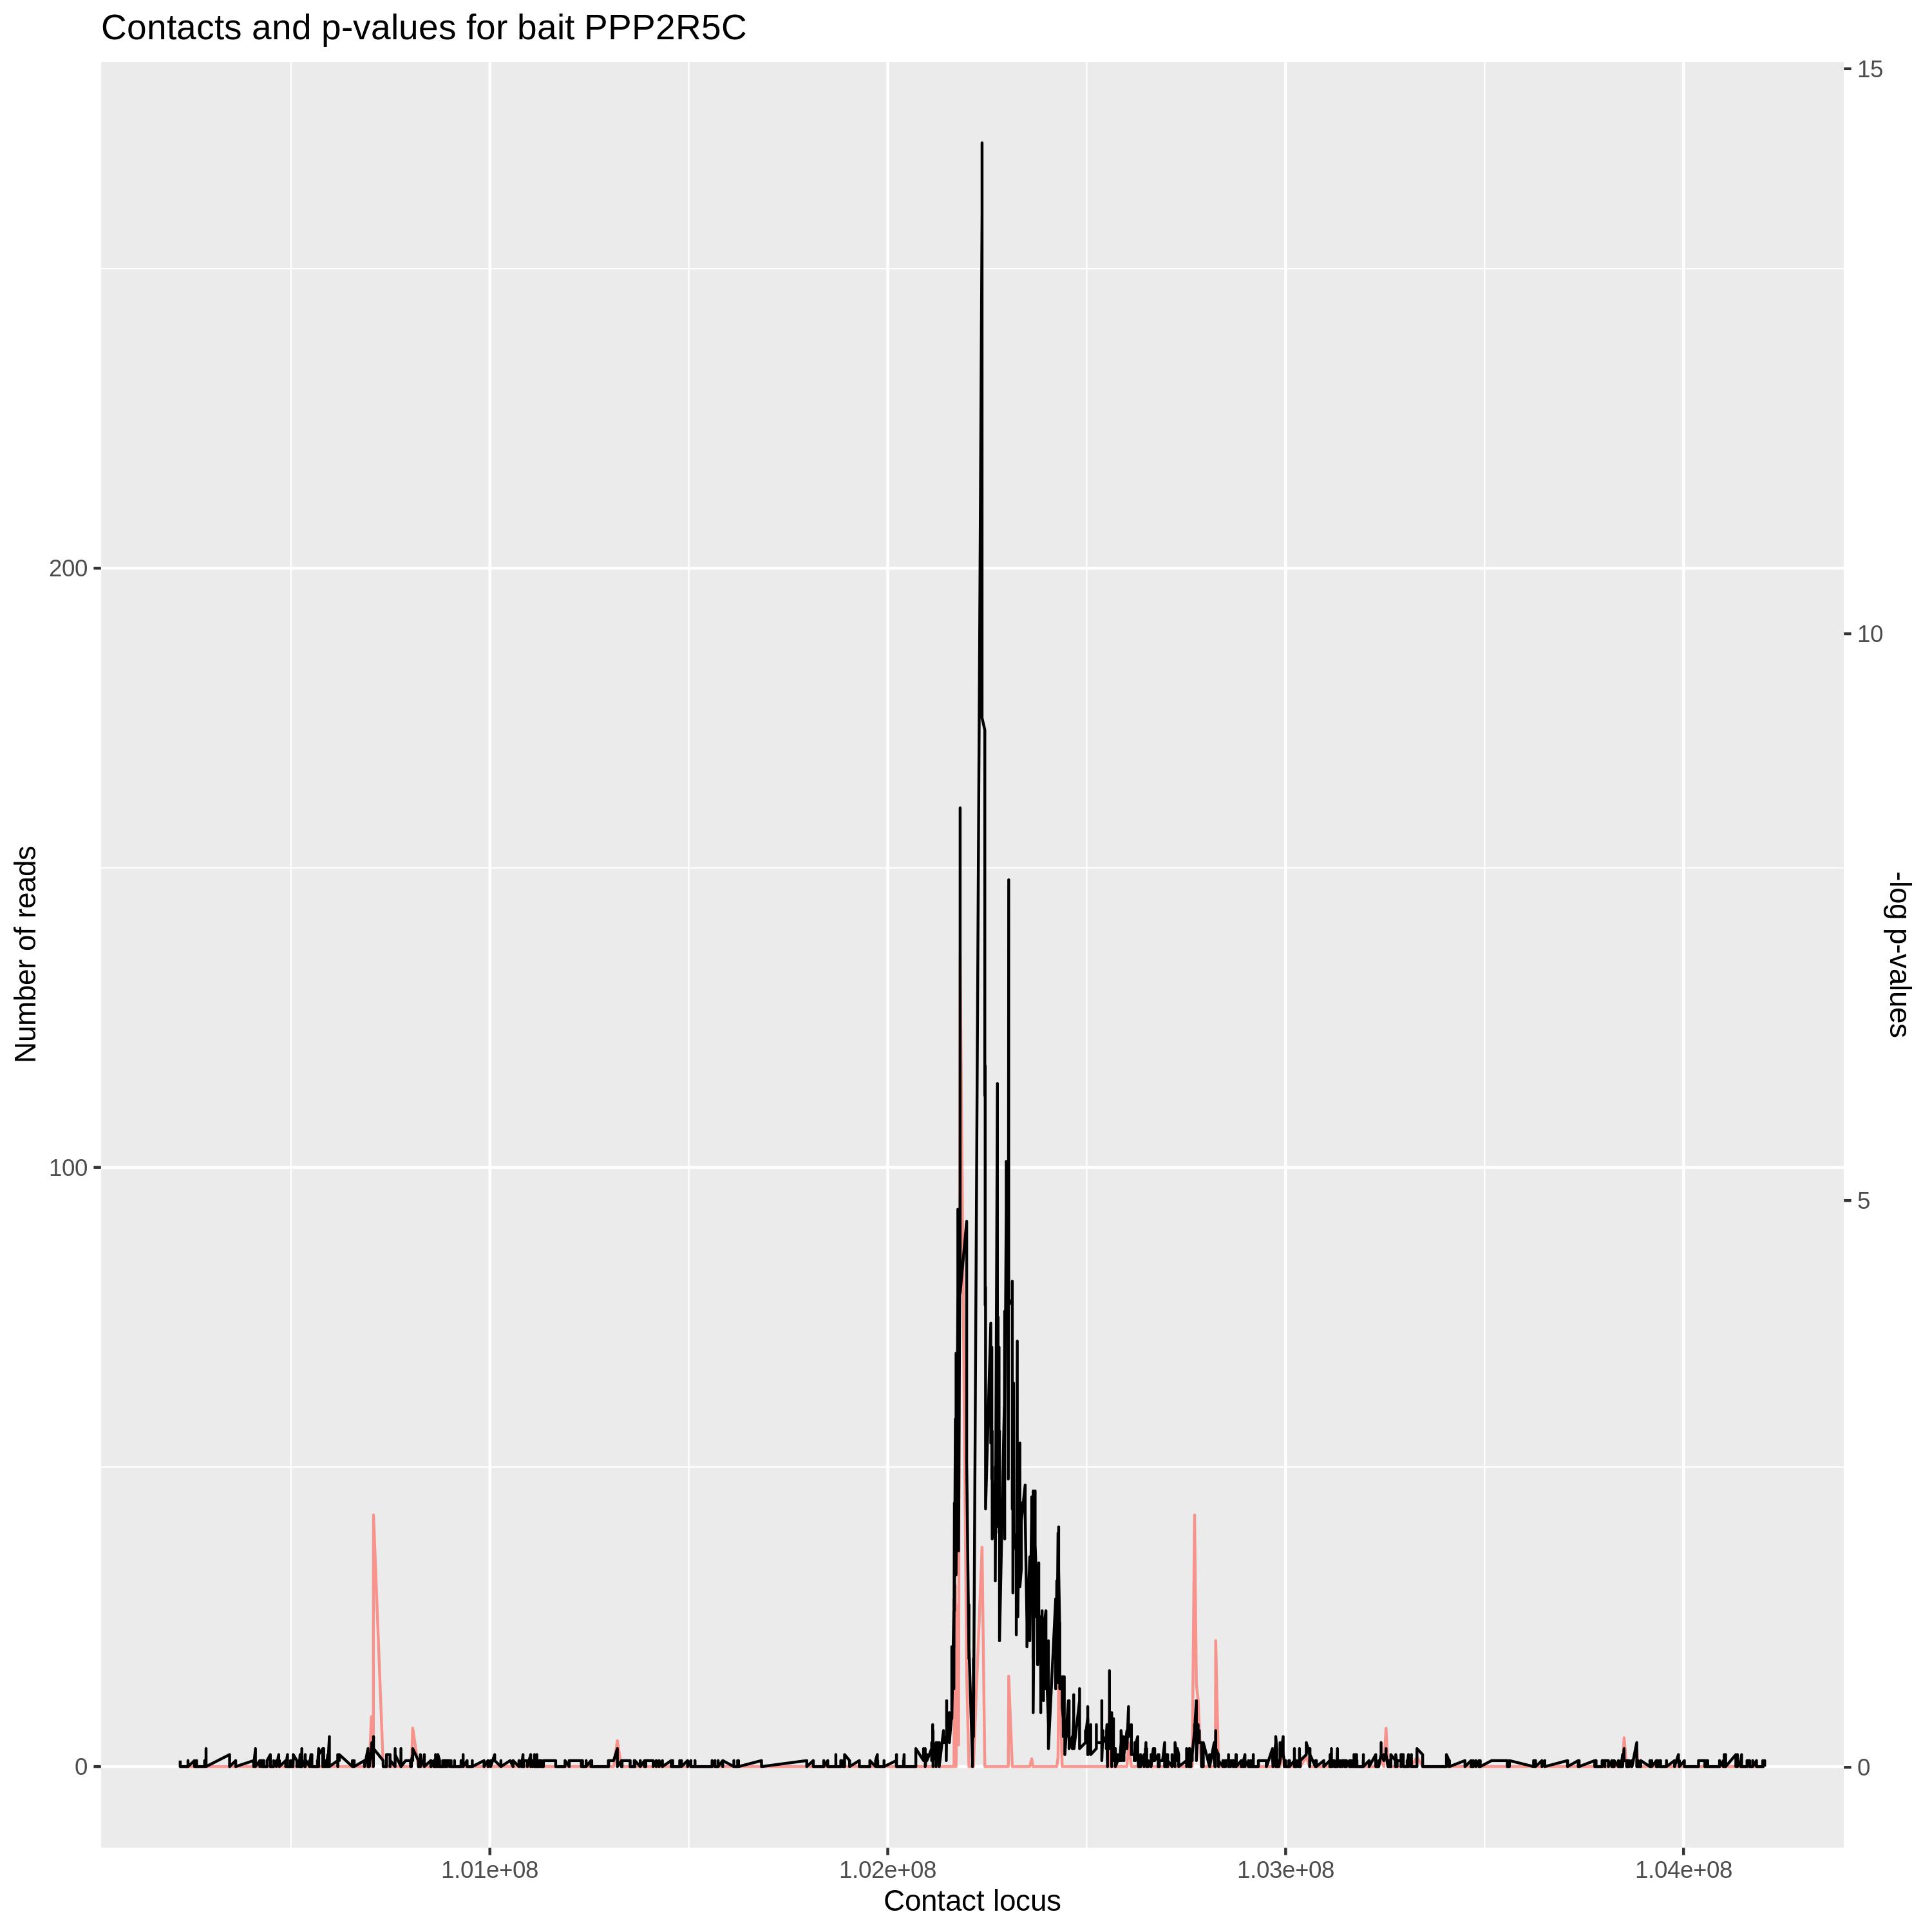 Contacts and p-values for bait PPP2R5C
15
200
10
Number of reads
-log p-values
100
5
0
0
1.01e+08
1.02e+08
1.03e+08
1.04e+08
Contact locus